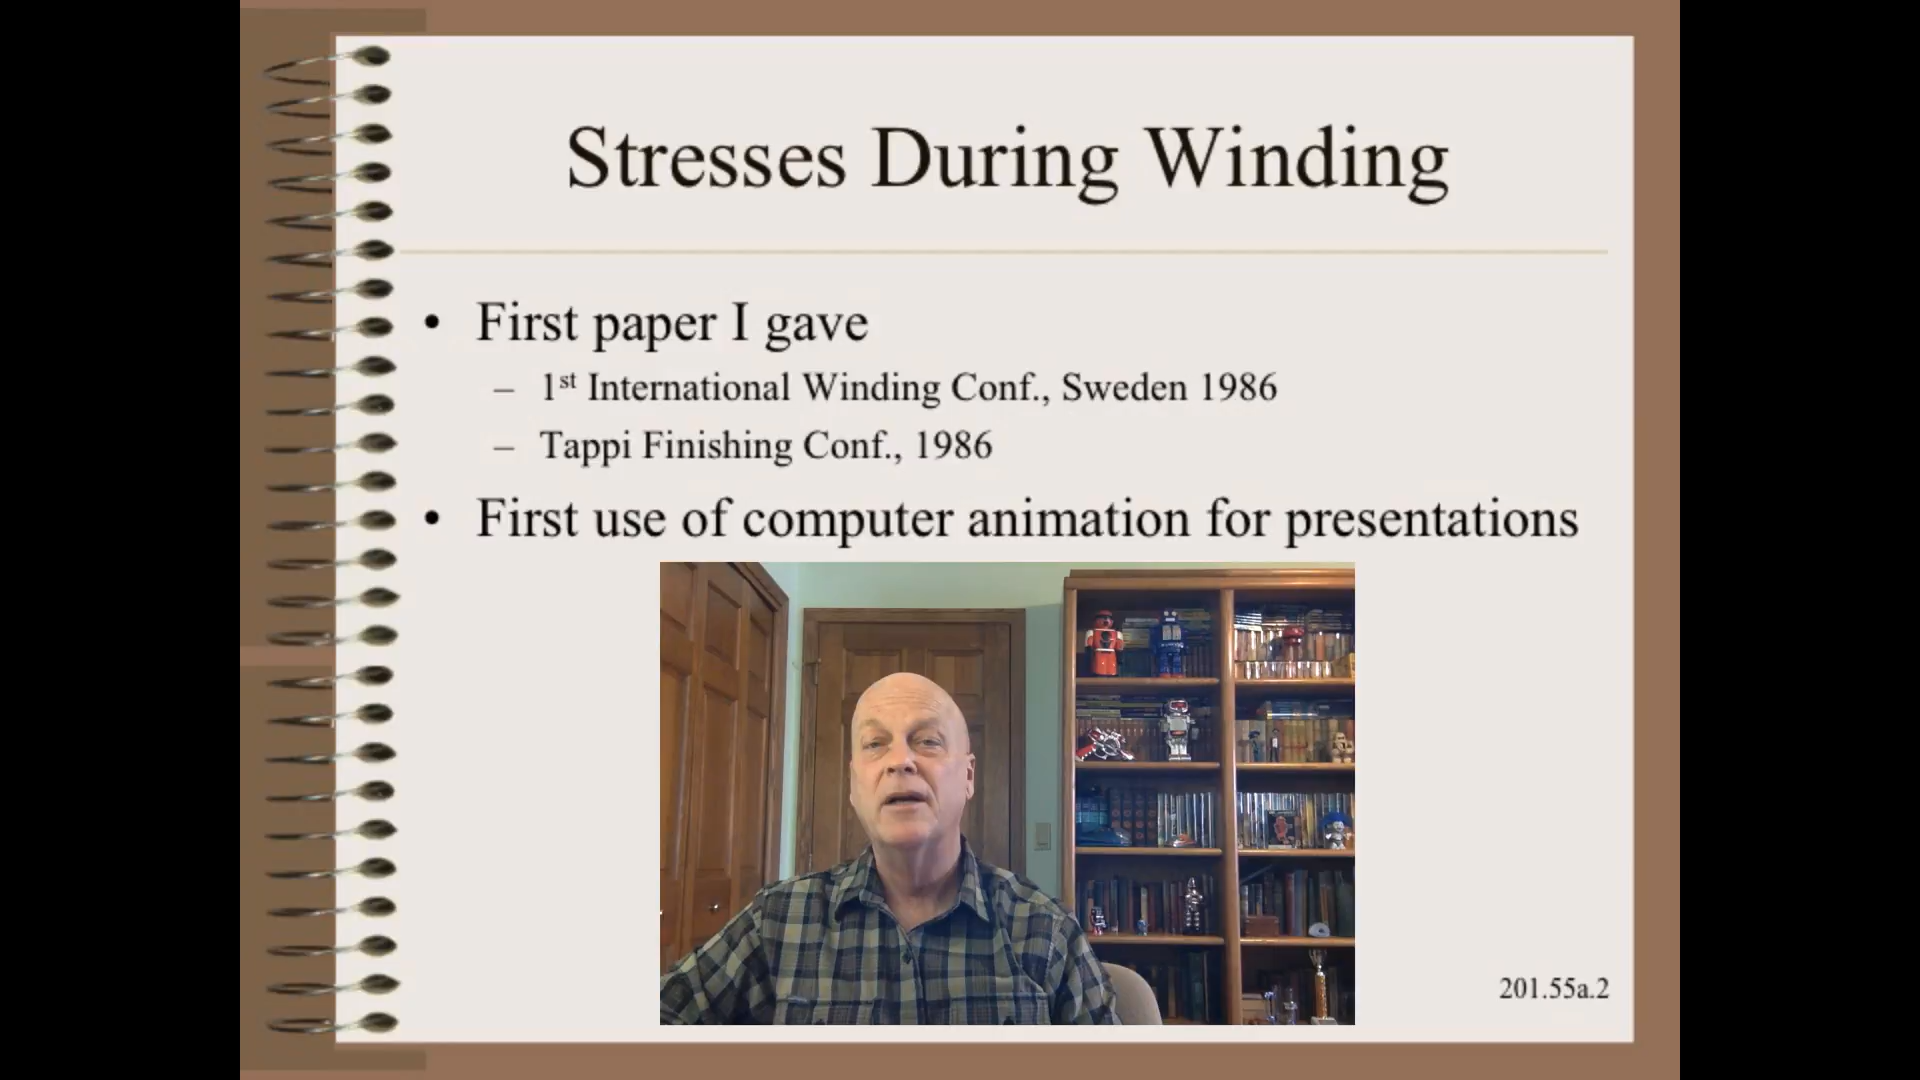 Stresses During Winding
• First paper I gave
– 1st International Winding Conf., Sweden 1986
– Tappi Finishing Conf., 1986
• First use of computer animation for presentations
201.55a.2